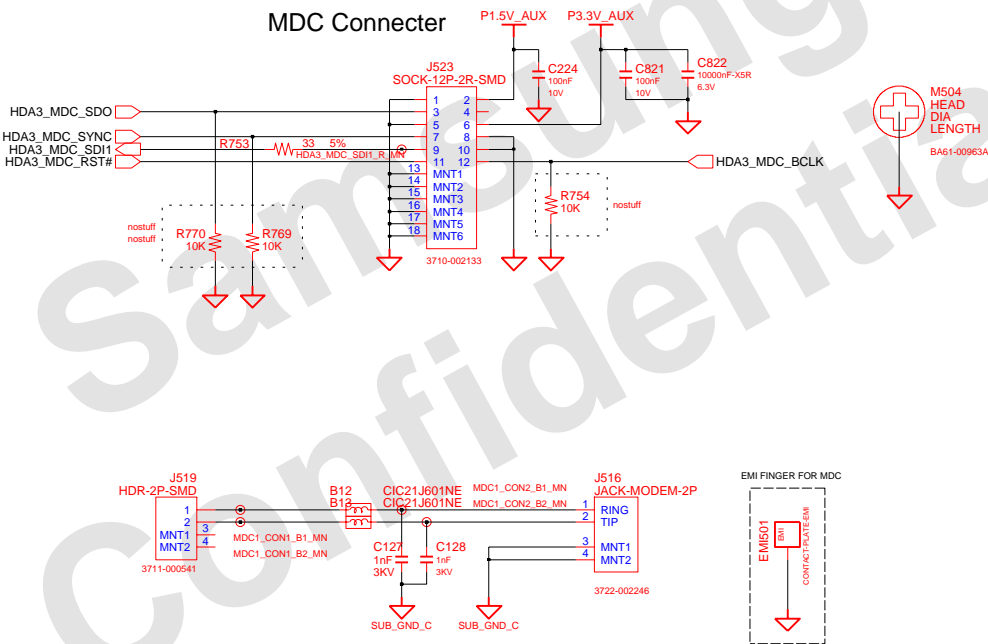 MDC Connecter
P1.5V_AUX
P3.3V_AUX
J523
SOCK-12P-2R-SMD
C224
100nF
10V
C821
100nF
10V
C822
10000nF-X5R
6.3V
M504
HEAD
DIA
LENGTH
BA61-00963A
HDA3_MDC_SDO
HDA3_MDC_SYNC
HDA3_MDC_SDI1
HDA3_MDC_RST#
R753
33 5%
HDA3_MDC_SDI1_R_MN
1 2
3 4
5 6
7 8
9 10
11 12
13 MNT1
14 MNT2
15 MNT3
16 MNT4
17 MNT5
18 MNT6
3710-002133
HDA3_MDC_BCLK
R754
10K
nostuff
nostuff
nostuff
R770
10K
R769
10K
Samsung
Confidential
J519
HDR-2P-SMD
1
2
3
MNT1
4
MNT2
3711-000541
MDC1_CON1_B1_MN
MDC1_CON1_B2_MN
B12 CIC21J601NE
B13 CIC21J601NE
MDC1_CON2_B1_MN
MDC1_CON2_B2_MN
C127
1nF
3KV
C128
1nF
3KV
SUB_GND_C
SUB_GND_C
J516
JACK-MODEM-2P
1 RING
2 TIP
3 MNT1
4 MNT2
3722-002246
EMI FINGER FOR MDC
EMI501
EMI
CONTACT-PLATE-EMI